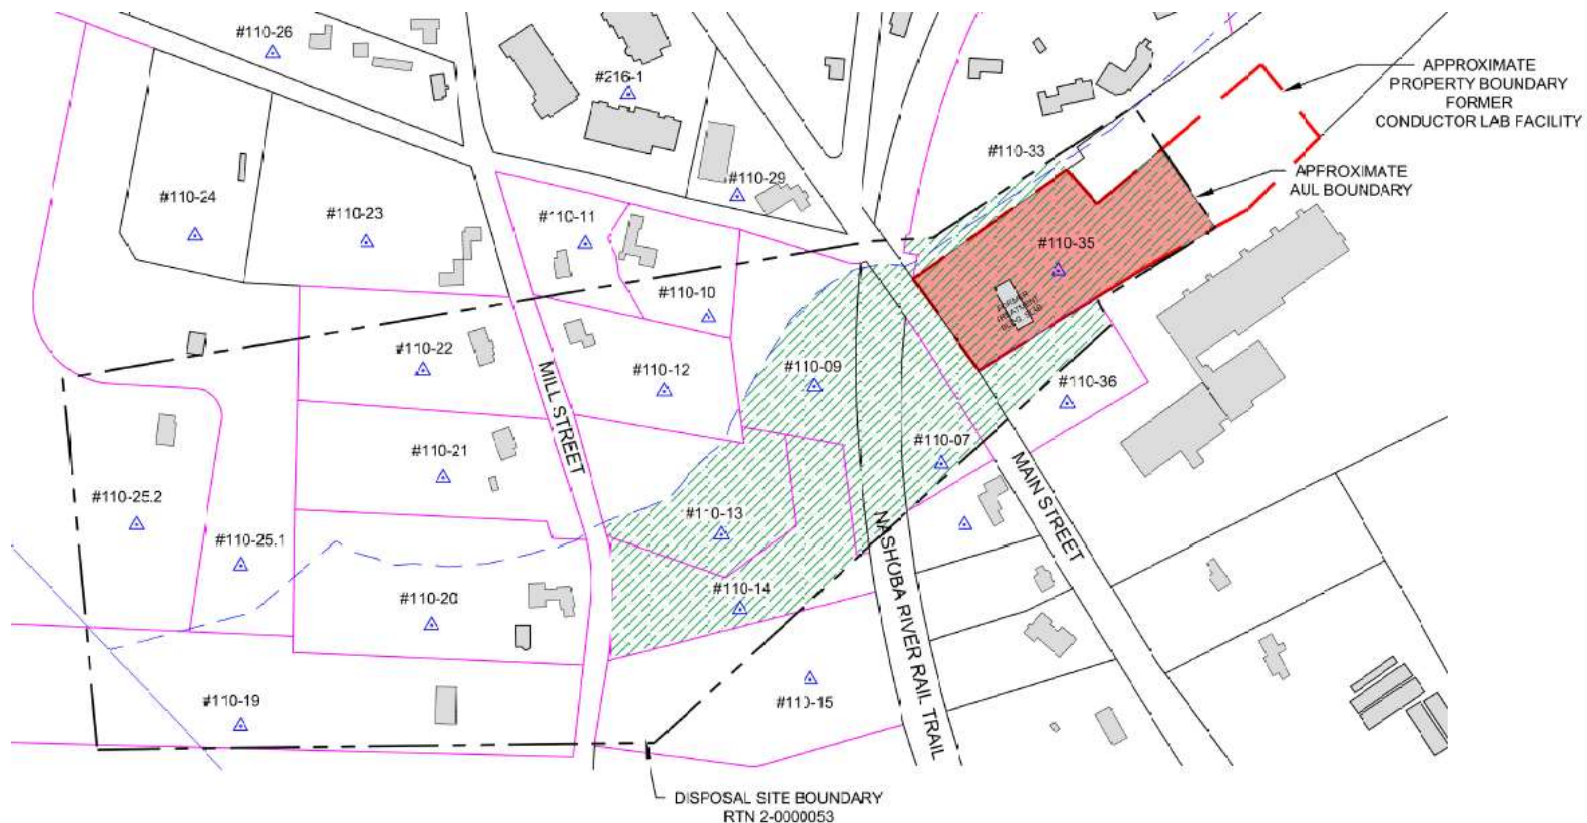 #110-26
#216-1
APPROXIMATE
PROPERTY BOUNDARY
FORMER
CONDUCTOR LAB FACILITY
#110-33
#110-29
APPROXIMATE
AUL BOUNDARY
#110-24
#110-23
#110-11
#110-35
#110-10
FORMER
TREATMENT
#110-22
#110-12
#110-09
#110-36
MILL STREET
#110-21
#110-07
MAIN STREET
#110-25.2
#110-13
NASHOBA RIVER RAIL TRAIL
#110-25.1
#110-14
#110-20
#110-19
#110-15
DISPOSAL SITE BOUNDARY
RTN 2-0000053